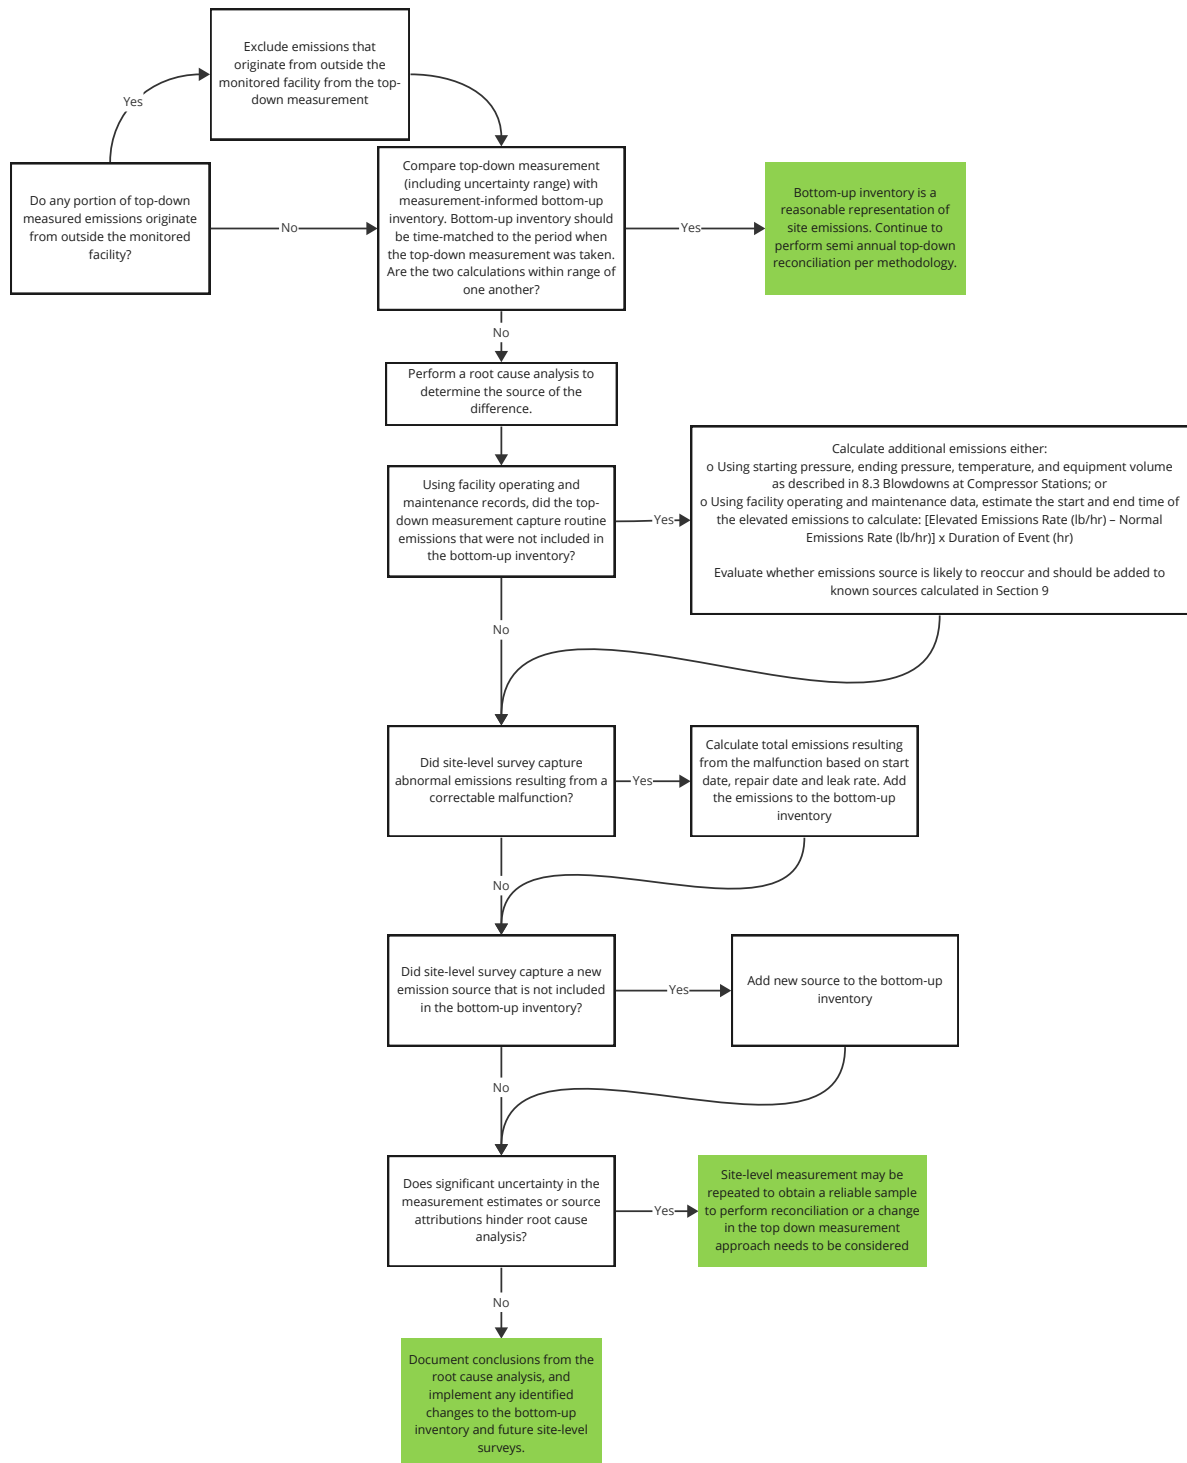 Exclude emissions that
originate from outside the
monitored facility from the top-
down measurement
Yes
Do any portion of top-down
measured emissions originate
from outside the monitored
facility?
No
Compare top-down measurement
(including uncertainty range) with
measurement-informed bottom-up
inventory. Bottom-up inventory should
be time-matched to the period when
the top-down measurement was taken.
Are the two calculations within range of
one another?
Yes
Bottom-up inventory is a
reasonable representation of
site emissions. Continue to
perform semi annual top-down
reconciliation per methodology.
No
Perform a root cause analysis to
determine the source of the
difference.
Using facility operating and
maintenance records, did the top-
down measurement capture routine
emissions that were not included in
the bottom-up inventory?
Yes
Calculate additional emissions either:
o Using starting pressure, ending pressure, temperature, and equipment volume
as described in 8.3 Blowdowns at Compressor Stations; or
o Using facility operating and maintenance data, estimate the start and end time of
the elevated emissions to calculate: [Elevated Emissions Rate (lb/hr) – Normal
Emissions Rate (lb/hr)] x Duration of Event (hr)
Evaluate whether emissions source is likely to reoccur and should be added to
known sources calculated in Section 9
No
Did site-level survey capture
abnormal emissions resulting from a
correctable malfunction?
Yes
Calculate total emissions resulting
from the malfunction based on start
date, repair date and leak rate. Add
the emissions to the bottom-up
inventory
No
Did site-level survey capture a new
emission source that is not included
in the bottom-up inventory?
Yes
Add new source to the bottom-up
inventory
No
Does significant uncertainty in the
measurement estimates or source
attributions hinder root cause
analysis?
Yes
Site-level measurement may be
repeated to obtain a reliable sample
to perform reconciliation or a change
in the top down measurement
approach needs to be considered
No
Document conclusions from the
root cause analysis, and
implement any identified
changes to the bottom-up
inventory and future site-level
surveys.